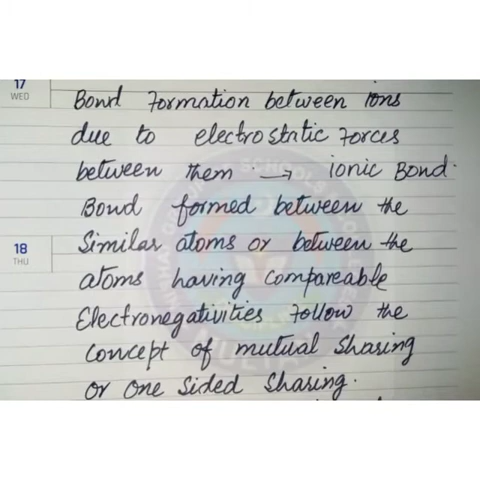 17
WED
Bond Formation between ions
due to electrostatic Forces
between them → ionic Bond.
Bond formed between the
18
THU
Similar atoms or between the
atoms having compareable
Electronegativities Follow the
concept of mutual sharing
or one sided sharing.